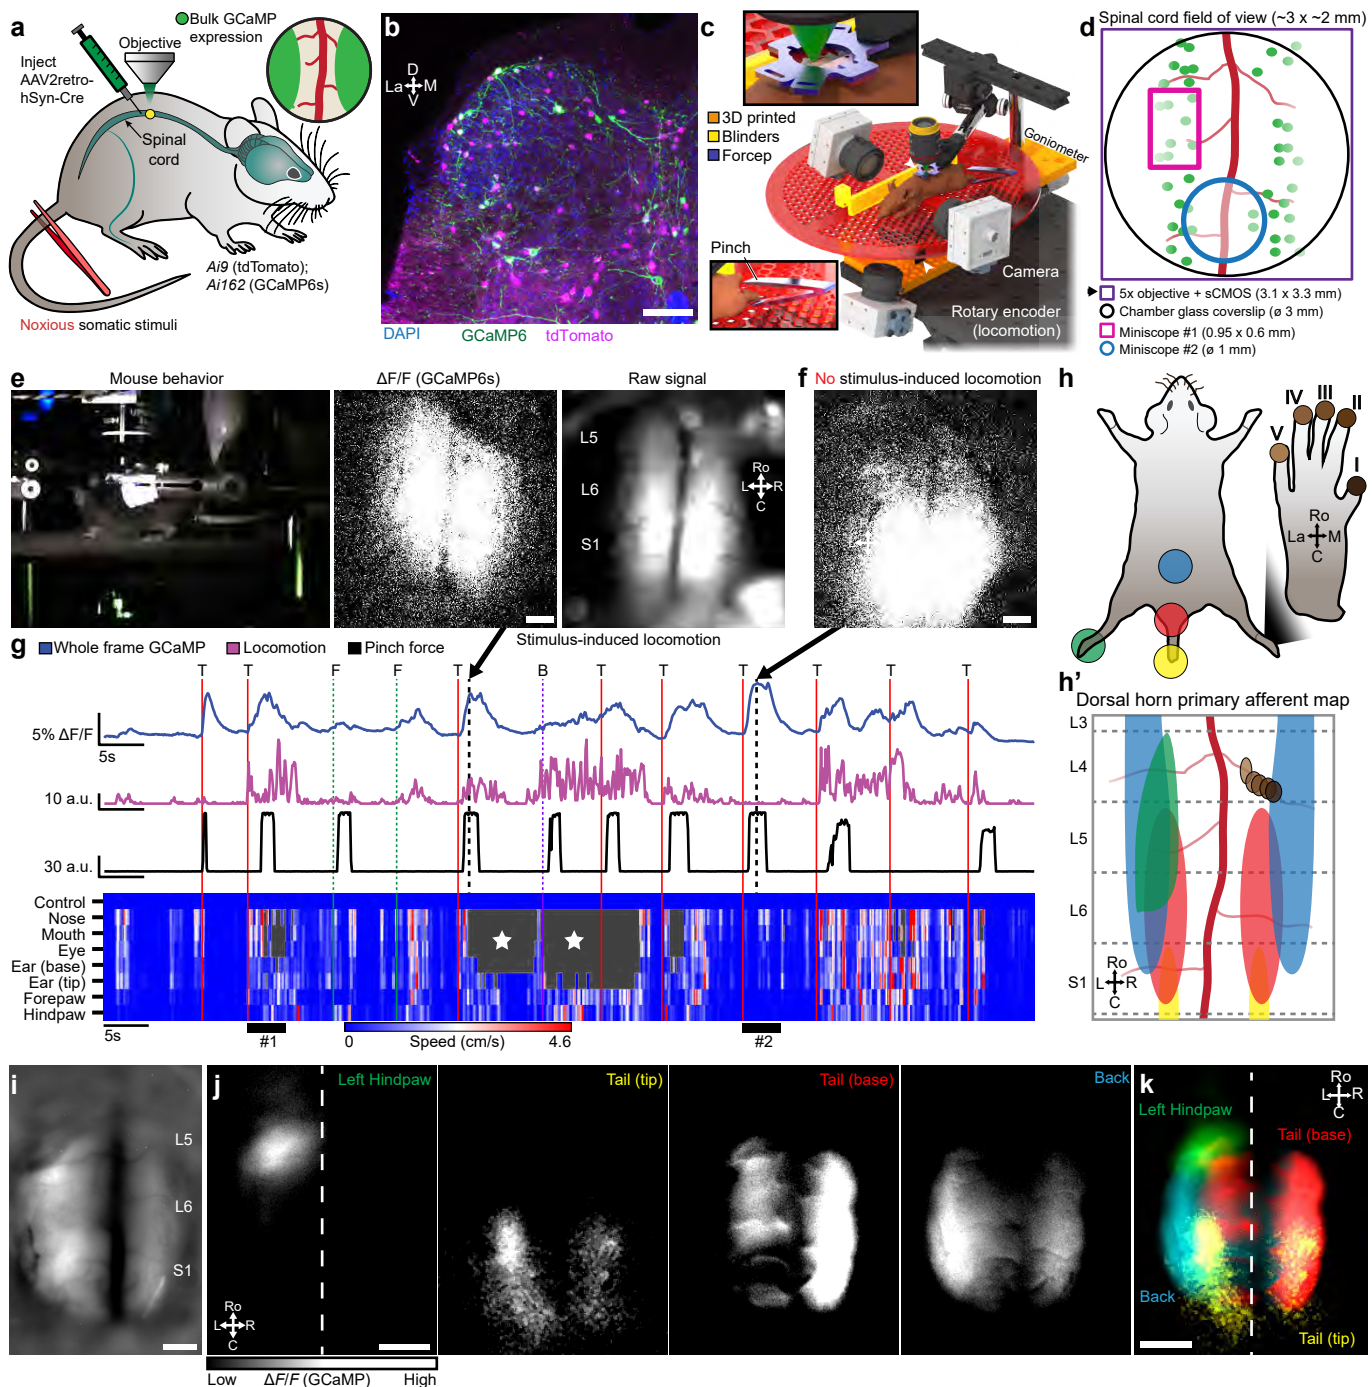 a
Bulk GCaMP
expression
Objective
Inject
AAV2retro-
hSyn-Cre
Spinal
cord
Ai9 (tdTomato);
Ai162 (GCaMP6s)
Noxious somatic stimuli
b
D
La M
V
DAPI GCaMP6 tdTomato
c
3D printed
Blinders
Forcep
Goniometer
Pinch
Camera
Rotary encoder
(locomotion)
d
Spinal cord field of view (~3 x ~2 mm)
5x objective + sCMOS (3.1 x 3.3 mm)
Chamber glass coverslip (ø 3 mm)
Miniscope #1 (0.95 x 0.6 mm)
Miniscope #2 (ø 1 mm)
e
Mouse behavior
ΔF/F (GCaMP6s)
Raw signal
L5
L6
S1
Ro
L R
C
f
No stimulus-induced locomotion
g
Stimulus-induced locomotion
Whole frame GCaMP Locomotion Pinch force
T T F F T B T T T T T T
5% ΔF/F
5s
10 a.u.
30 a.u.
Control
Nose
Mouth
Eye
Ear (base)
Ear (tip)
Forepaw
Hindpaw
5s
#1
0 Speed (cm/s) 4.6
#2
h
V IV III II I
Ro
La M
C
h'
Dorsal horn primary afferent map
L3
L4
L5
L6
S1
Ro
L R
C
i
L5
L6
S1
j
Left Hindpaw
Ro
L R
C
Tail (tip)
Tail (base)
Back
Low ΔF/F (GCaMP) High
k
Ro
L R
C
Left Hindpaw
Tail (base)
Back
Tail (tip)